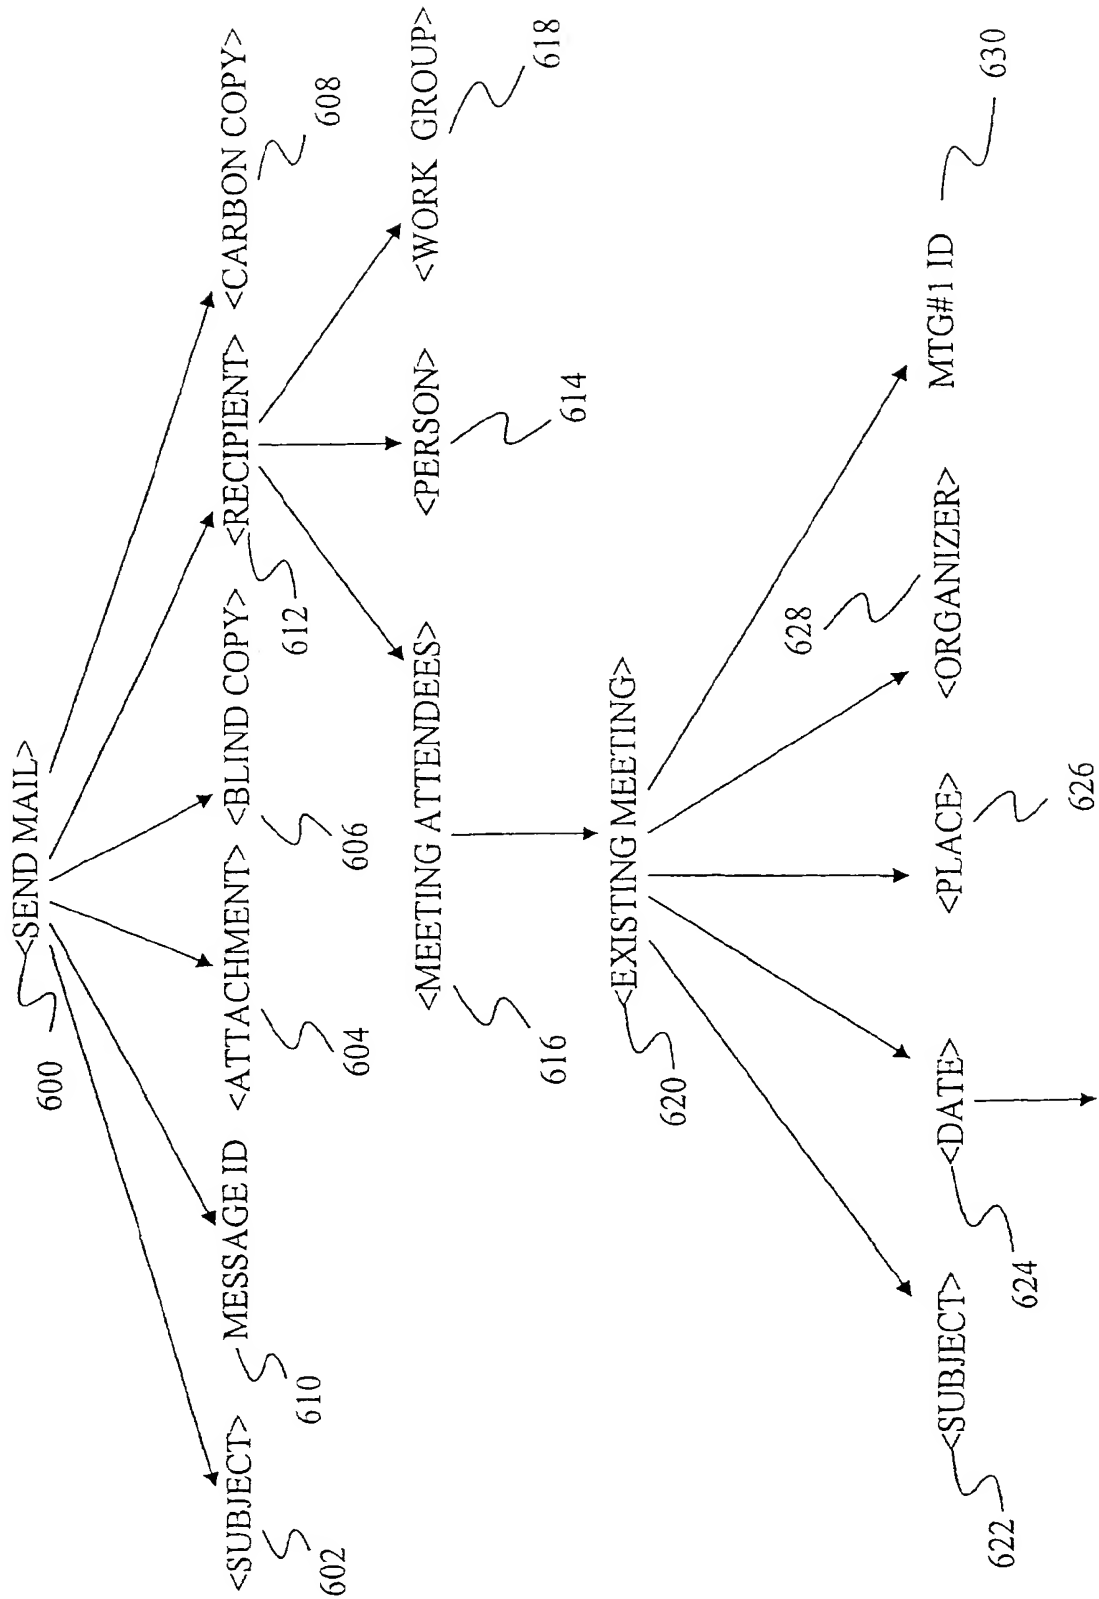 <SEND MAIL>
600
<SUBJECT> MESSAGE ID <ATTACHMENT> <BLIND COPY> <RECIPIENT> <CARBON COPY>
602 610 604 606 612 608
<MEETING ATTENDEES> <PERSON> <WORK GROUP>
616 614 618
<EXISTING MEETING>
620
628
<SUBJECT> <DATE> <PLACE> <ORGANIZER> MTG#1 ID
622 624 626 630